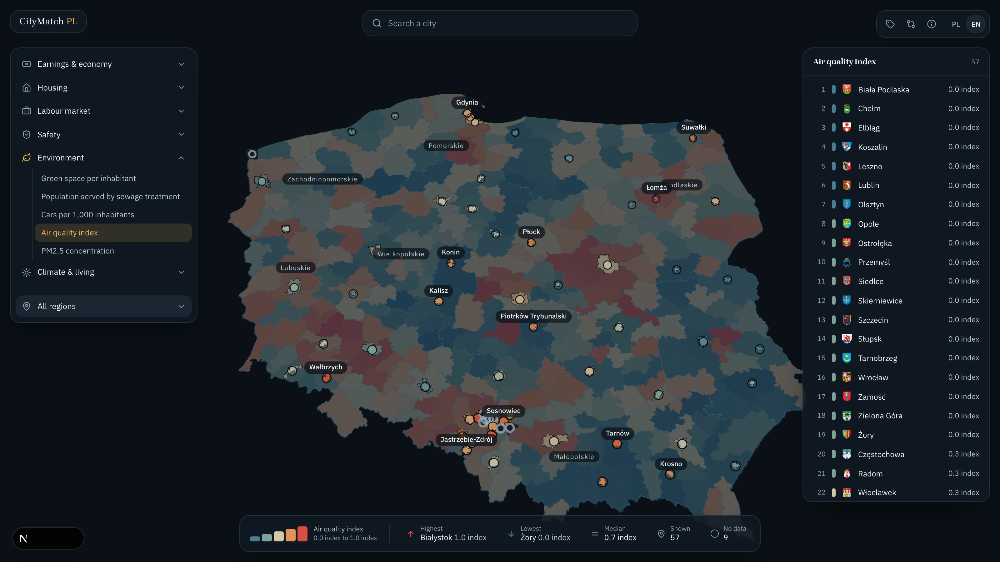 CityMatch PL
Search a city
PL
EN
Earnings & economy
Housing
Labour market
Safety
Environment
Green space per inhabitant
Population served by sewage treatment
Cars per 1,000 inhabitants
Air quality index
PM2.5 concentration
Climate & living
All regions
Gdynia
Suwałki
Pomorskie
Zachodniopomorskie
Łomża
odlaskie
Płock
Wielkopolskie
Konin
Lubuskie
Kalisz
Piotrków Trybunalski
Wałbrzych
Sosnowiec
Jastrzębie-Zdrój
Tarnów
Małopolskie
Krosno
Air quality index 57
1 Biała Podlaska 0.0 index
2 Chełm 0.0 index
3 Elbląg 0.0 index
4 Koszalin 0.0 index
5 Leszno 0.0 index
6 Lublin 0.0 index
7 Olsztyn 0.0 index
8 Opole 0.0 index
9 Ostrołęka 0.0 index
10 Przemyśl 0.0 index
11 Siedlce 0.0 index
12 Skierniewice 0.0 index
13 Szczecin 0.0 index
14 Słupsk 0.0 index
15 Tarnobrzeg 0.0 index
16 Wrocław 0.0 index
17 Zamość 0.0 index
18 Zielona Góra 0.0 index
19 Żory 0.0 index
20 Częstochowa 0.3 index
21 Radom 0.3 index
22 Włocławek 0.3 index
N
Air quality index
0.0 index to 1.0 index
Highest
Białystok 1.0 index
Lowest
Żory 0.0 index
Median
0.7 index
Shown
57
No data
9